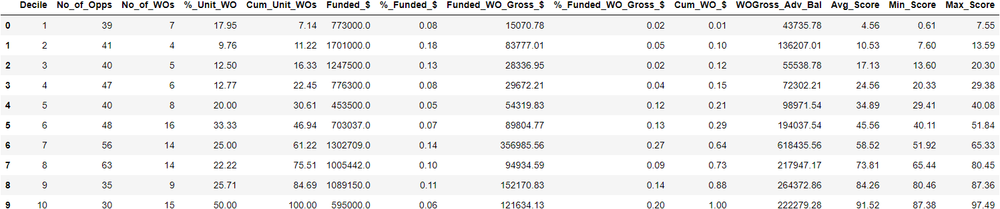 Decile No_of_Opps No_of_WOs %_Unit_WO Cum_Unit_WOs Funded_$ %_Funded_$ Funded_WO_Gross_$ %_Funded_WO_Gross_$ Cum_WO_$ WOGross_Adv_Bal Avg_Score Min_Score Max_Score
0 1 39 7 17.95 7.14 773000.0 0.08 15070.78 0.02 0.01 43735.78 4.56 0.61 7.55
1 2 41 4 9.76 11.22 1701000.0 0.18 83777.01 0.05 0.10 136207.01 10.53 7.60 13.59
2 3 40 5 12.50 16.33 1247500.0 0.13 28336.95 0.02 0.12 55538.78 17.13 13.60 20.30
3 4 47 6 12.77 22.45 776300.0 0.08 29672.21 0.04 0.15 72302.21 24.56 20.33 29.38
4 5 40 8 20.00 30.61 453500.0 0.05 54319.83 0.12 0.21 98971.54 34.89 29.41 40.08
5 6 48 16 33.33 46.94 703037.0 0.07 89804.77 0.13 0.29 194037.54 45.56 40.11 51.84
6 7 56 14 25.00 61.22 1302709.0 0.14 356985.56 0.27 0.64 618435.56 58.52 51.92 65.33
7 8 63 14 22.22 75.51 1005442.0 0.10 94934.59 0.09 0.73 217947.17 73.81 65.44 80.45
8 9 35 9 25.71 84.69 1089150.0 0.11 152170.83 0.14 0.88 264372.86 84.26 80.46 87.36
9 10 30 15 50.00 100.00 595000.0 0.06 121634.13 0.20 1.00 222279.28 91.52 87.38 97.49